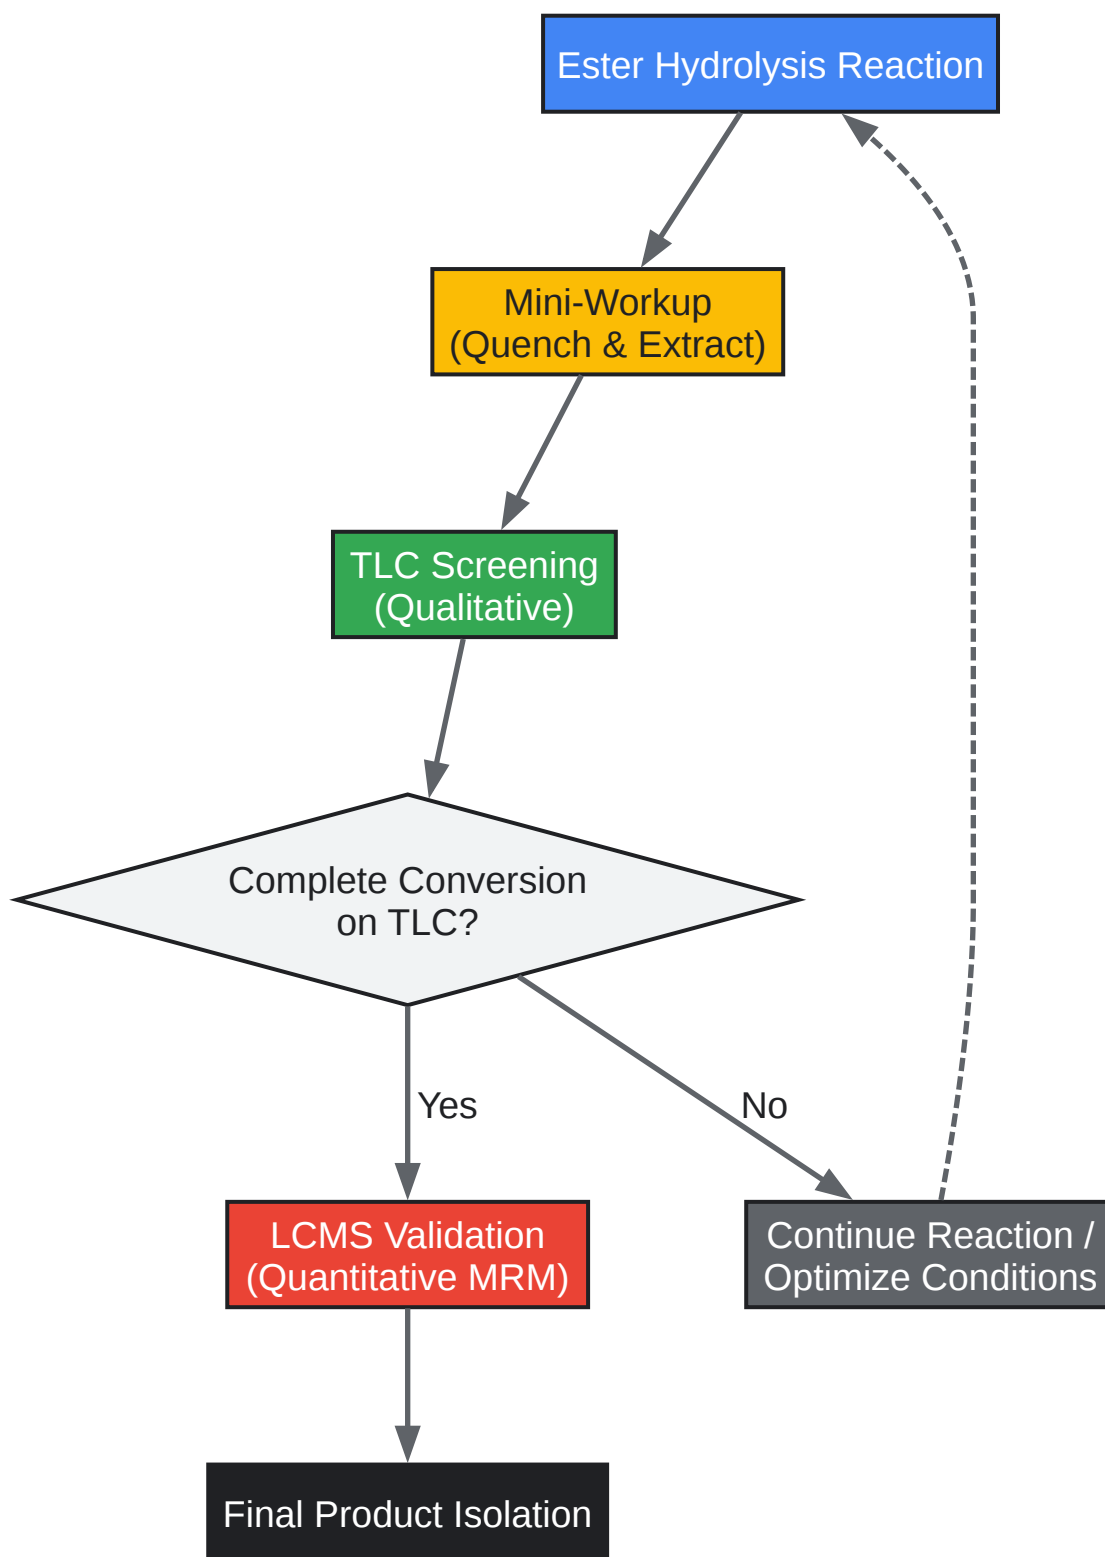 Ester Hydrolysis Reaction
Mini-Workup
(Quench & Extract)
TLC Screening
(Qualitative)
Complete Conversion
on TLC?
Yes
No
LCMS Validation
(Quantitative MRM)
Continue Reaction /
Optimize Conditions
Final Product Isolation